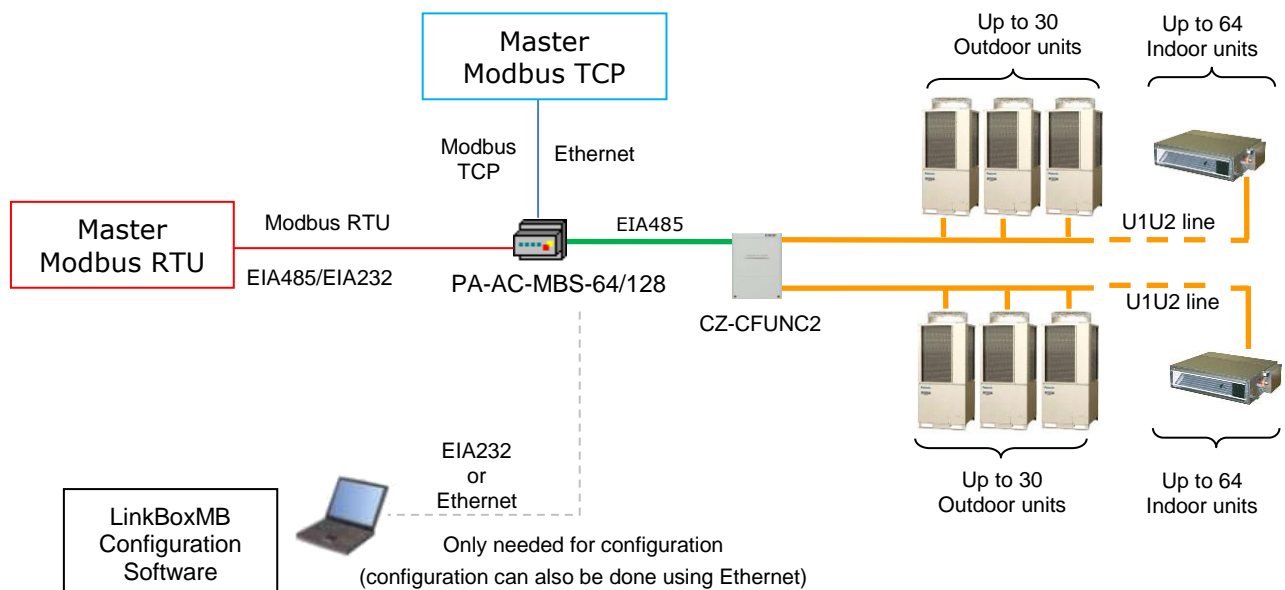 Master
Modbus TCP
Up to 30
Outdoor units
Up to 64
Indoor units
Modbus
TCP
Ethernet
Master
Modbus RTU
Modbus RTU
EIA485/EIA232
PA-AC-MBS-64/128
EIA485
CZ-CFUNC2
U1U2 line
U1U2 line
Up to 30
Outdoor units
Up to 64
Indoor units
EIA232
or
Ethernet
LinkBoxMB
Configuration
Software
Only needed for configuration
(configuration can also be done using Ethernet)